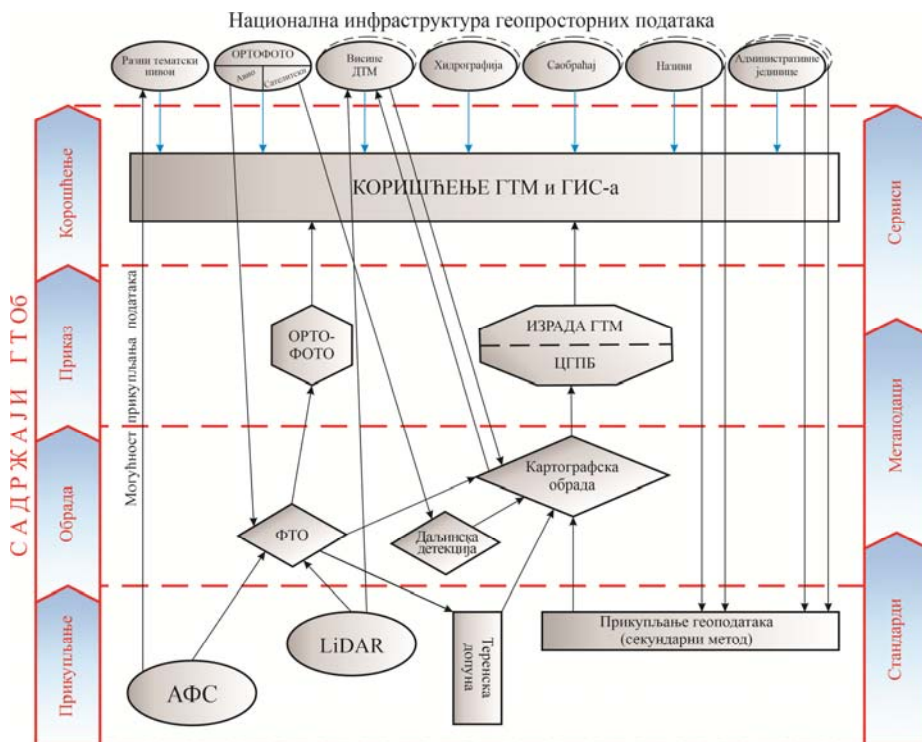 Национална инфраструктура геопросторних података
Разни тематски
нивои
ОРТОФОТО
Авио
Сателитски
Висине
ДТМ
Хидрографија
Саобраћај
Називи
Административне
јединице
КОРИШЋЕЊЕ ГТМ и ГИС-а
Корошћење
Приказ
Обрада
Прикупљање
САДРЖАЈИ ГТОб
Могућност прикупљања података
Сервиси
Метаподаци
Стандарди
ОРТО-
ФОТО
ИЗРАДА ГТМ
ЦГПБ
Картографска
обрада
ФТО
Даљинска
детекција
LiDAR
АФС
Теренска
допуна
Прикупљање геоподатака
(секундарни метод)